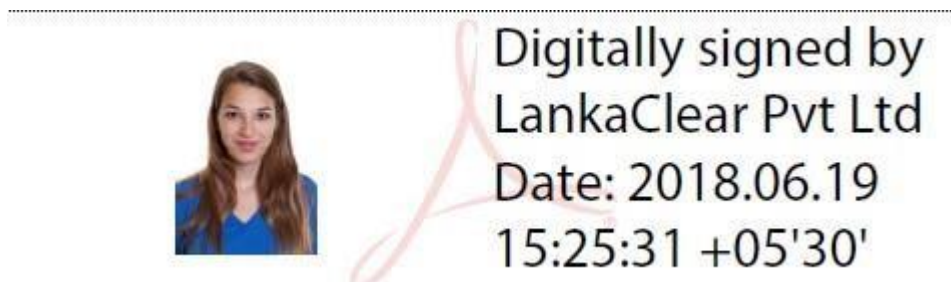 Digitally signed by
LankaClear Pvt Ltd
Date: 2018.06.19
15:25:31 +05'30'